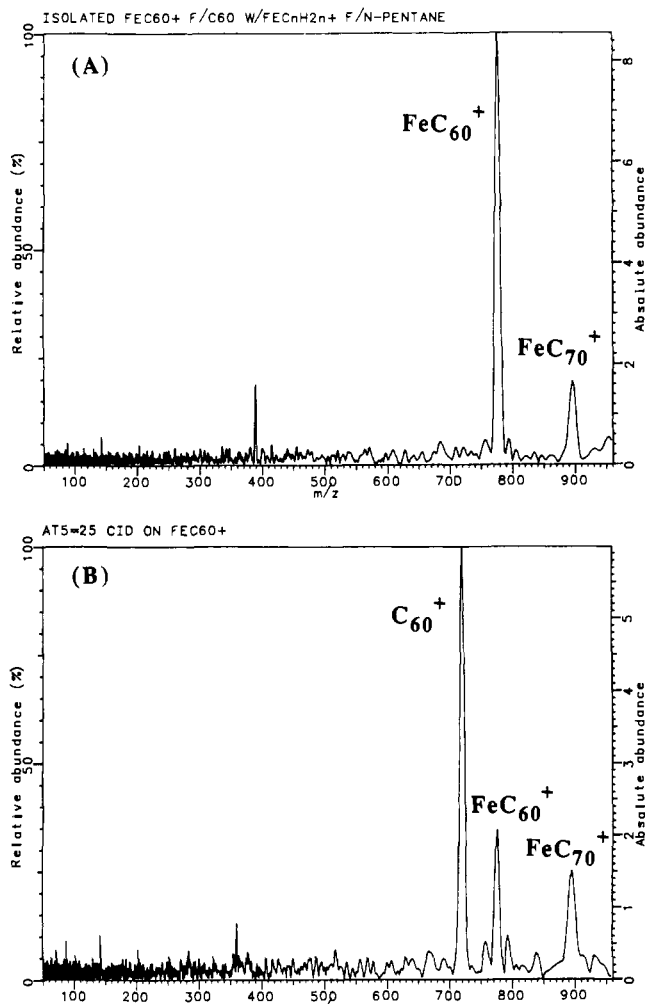 ISOLATED FEC60+ F/C60 W/FECnH2n+ F/N-PENTANE
(A)
100
50
0
Relative abundance (%)
FeC60+
FeC70+
8
6
4
2
0
Absolute abundance
100 200 300 400 500 600 700 800 900
m/z
AT5=25 CID ON FEC60+
(B)
100
50
0
Relative abundance (%)
C60+
FeC60+
FeC70+
5
4
3
2
1
0
Absolute abundance
100 200 300 400 500 600 700 800 900